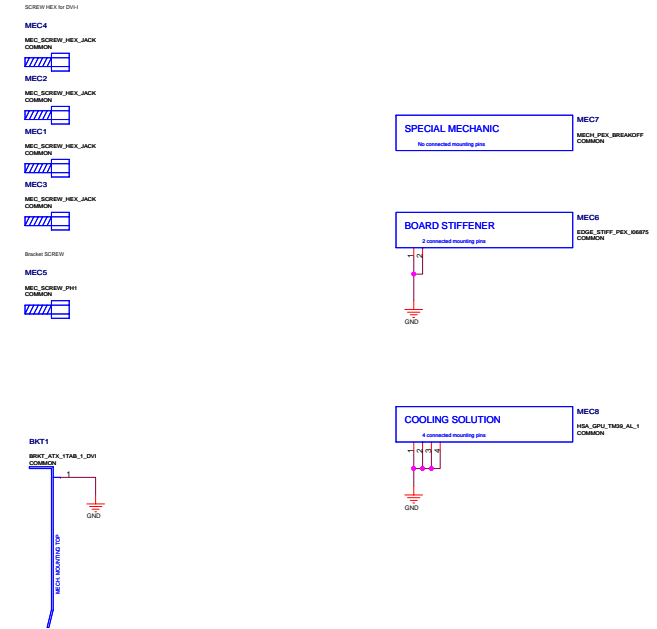 SCREW HEX for DVI-I
MEC4
MEC_SCREW_HEX_JACK
COMMON
MEC2
MEC_SCREW_HEX_JACK
COMMON
MEC1
MEC_SCREW_HEX_JACK
COMMON
MEC3
MEC_SCREW_HEX_JACK
COMMON
Bracket SCREW
MEC5
MEC_SCREW_PH1
COMMON
BKT1
BRKT_ATX_1TAB_1_DVI
COMMON
1
GND
MECH. MOUNTING TOP
SPECIAL MECHANIC
No connected mounting pins
MEC7
MECH_PEX_BREAKOFF
COMMON
BOARD STIFFENER
2 connected mounting pins
MEC6
EDGE_STIFF_PEX_I06875
COMMON
1 2
GND
COOLING SOLUTION
4 connected mounting pins
MEC8
HSA_GPU_TM39_AL_1
COMMON
1 2 3 4
GND